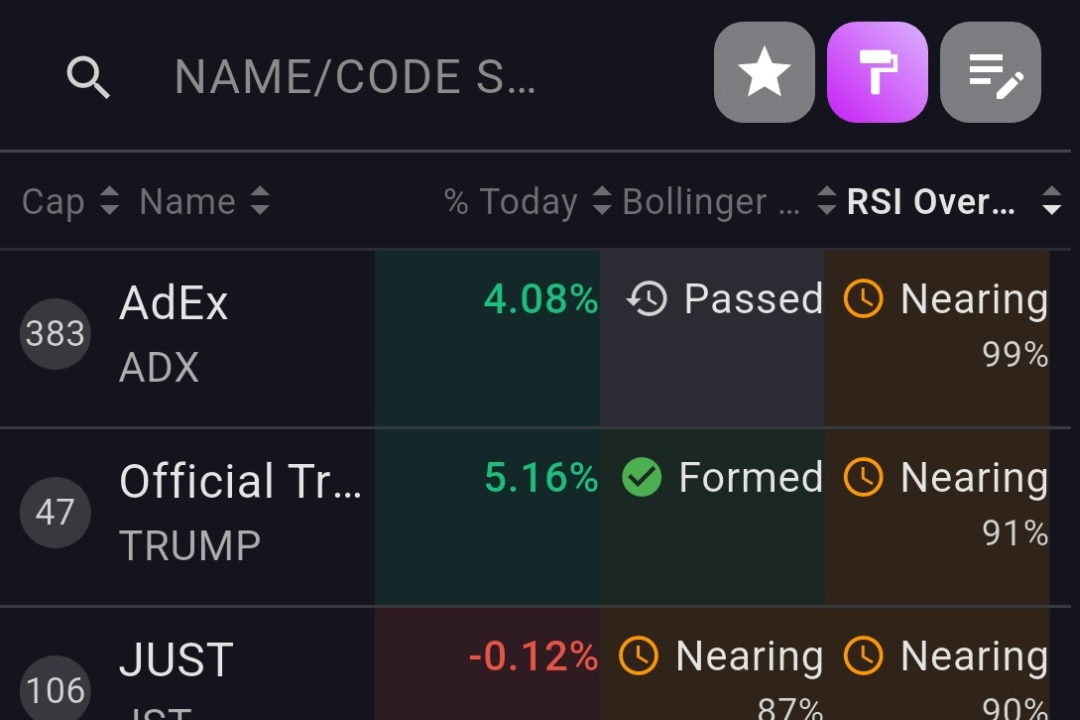 NAME/CODE S...
Cap Name % Today Bollinger ... RSI Over...
AdEx 4.08% Passed Nearing
383
ADX 99%
Official Tr... 5.16% Formed Nearing
47
TRUMP 91%
JUST -0.12% Nearing Nearing
106
JST 87% 90%